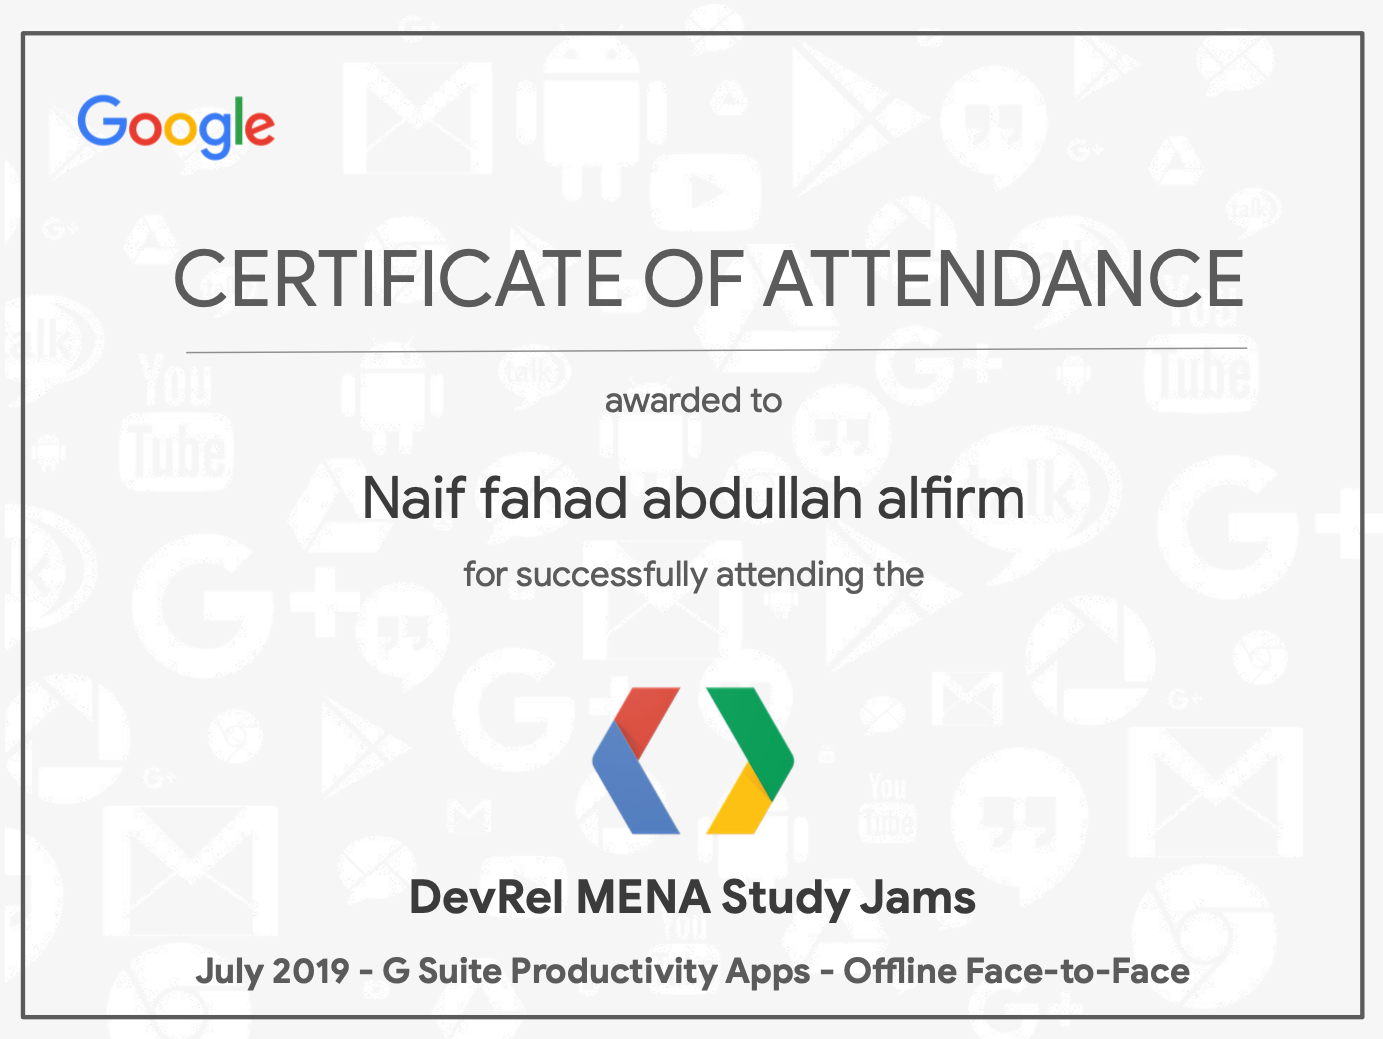 Google
CERTIFICATE OF ATTENDANCE
awarded to
Naif fahad abdullah alfirm
for successfully attending the
DevRel MENA Study Jams
July 2019 - G Suite Productivity Apps - Offline Face-to-Face